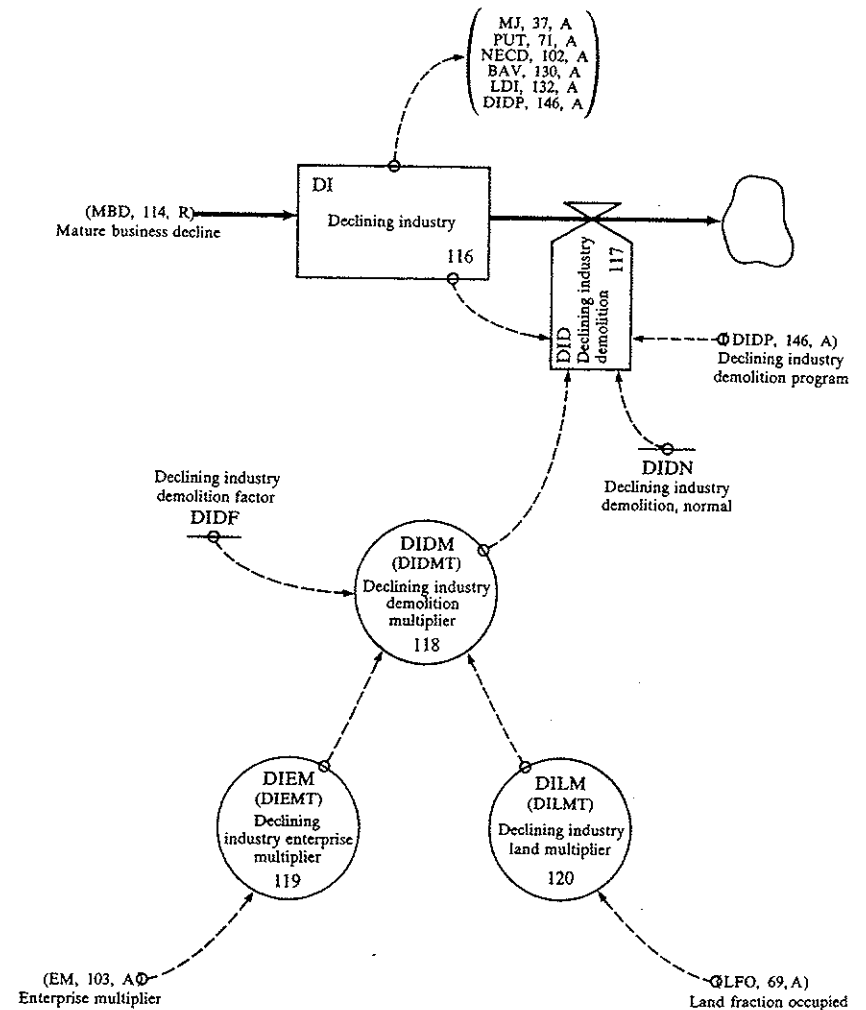 MJ, 37, A
PUT, 71, A
NECD, 102, A
BAV, 130, A
LDI, 132, A
DIDP, 146, A
DI
Declining industry
116
(MBD, 114, R)
Mature business decline
DID
Declining industry
demolition
117
DIDP, 146, A)
Declining industry
demolition program
DIDN
Declining industry
demolition, normal
Declining industry
demolition factor
DIDF
DIDM
(DIDMT)
Declining industry
demolition
multiplier
118
DIEM
(DIEMT)
Declining
industry enterprise
multiplier
119
DILM
(DILMT)
Declining industry
land multiplier
120
(EM, 103, A)
Enterprise multiplier
(LFO, 69, A)
Land fraction occupied